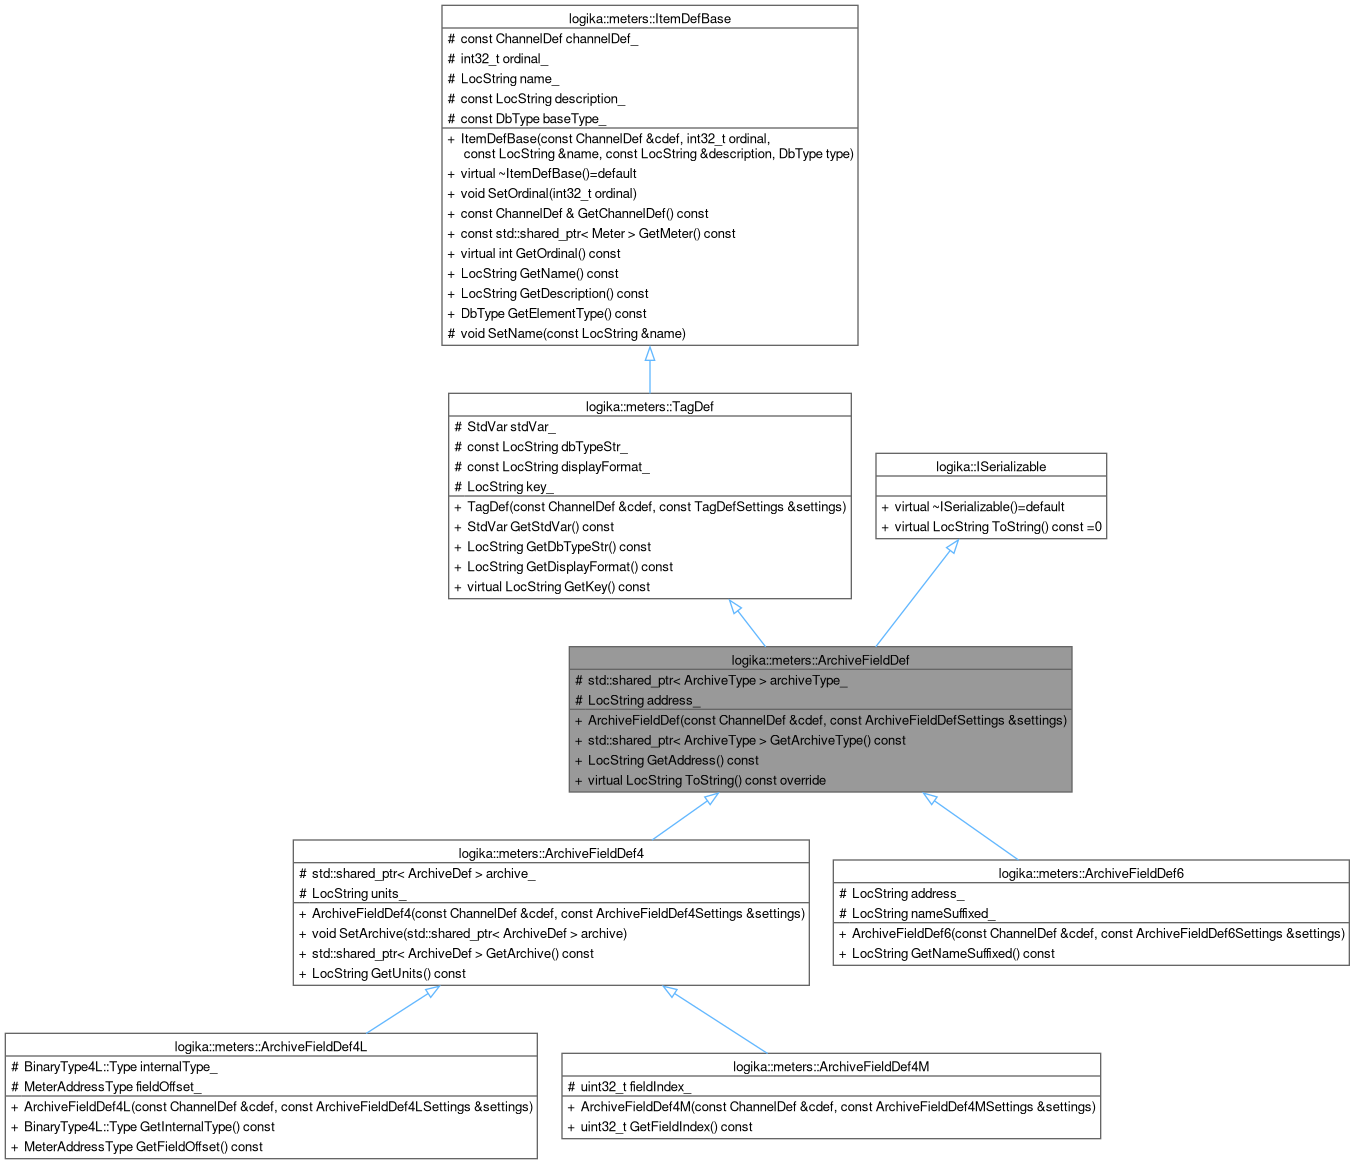 logika::meters::ItemDefBase
# const ChannelDef channelDef_
# int32_t ordinal_
# LocString name_
# const LocString description_
# const DbType baseType_
+ ItemDefBase(const ChannelDef &cdef, int32_t ordinal,
const LocString &name, const LocString &description, DbType type)
+ virtual ~ItemDefBase()=default
+ void SetOrdinal(int32_t ordinal)
+ const ChannelDef & GetChannelDef() const
+ const std::shared_ptr< Meter > GetMeter() const
+ virtual int GetOrdinal() const
+ LocString GetName() const
+ LocString GetDescription() const
+ DbType GetElementType() const
# void SetName(const LocString &name)
logika::meters::TagDef
# StdVar stdVar_
# const LocString dbTypeStr_
# const LocString displayFormat_
# LocString key_
+ TagDef(const ChannelDef &cdef, const TagDefSettings &settings)
+ StdVar GetStdVar() const
+ LocString GetDbTypeStr() const
+ LocString GetDisplayFormat() const
+ virtual LocString GetKey() const
logika::ISerializable
+ virtual ~ISerializable()=default
+ virtual LocString ToString() const =0
logika::meters::ArchiveFieldDef
# std::shared_ptr< ArchiveType > archiveType_
# LocString address_
+ ArchiveFieldDef(const ChannelDef &cdef, const ArchiveFieldDefSettings &settings)
+ std::shared_ptr< ArchiveType > GetArchiveType() const
+ LocString GetAddress() const
+ virtual LocString ToString() const override
logika::meters::ArchiveFieldDef4
# std::shared_ptr< ArchiveDef > archive_
# LocString units_
+ ArchiveFieldDef4(const ChannelDef &cdef, const ArchiveFieldDef4Settings &settings)
+ void SetArchive(std::shared_ptr< ArchiveDef > archive)
+ std::shared_ptr< ArchiveDef > GetArchive() const
+ LocString GetUnits() const
logika::meters::ArchiveFieldDef6
# LocString address_
# LocString nameSuffixed_
+ ArchiveFieldDef6(const ChannelDef &cdef, const ArchiveFieldDef6Settings &settings)
+ LocString GetNameSuffixed() const
logika::meters::ArchiveFieldDef4L
# BinaryType4L::Type internalType_
# MeterAddressType fieldOffset_
+ ArchiveFieldDef4L(const ChannelDef &cdef, const ArchiveFieldDef4LSettings &settings)
+ BinaryType4L::Type GetInternalType() const
+ MeterAddressType GetFieldOffset() const
logika::meters::ArchiveFieldDef4M
# uint32_t fieldIndex_
+ ArchiveFieldDef4M(const ChannelDef &cdef, const ArchiveFieldDef4MSettings &settings)
+ uint32_t GetFieldIndex() const